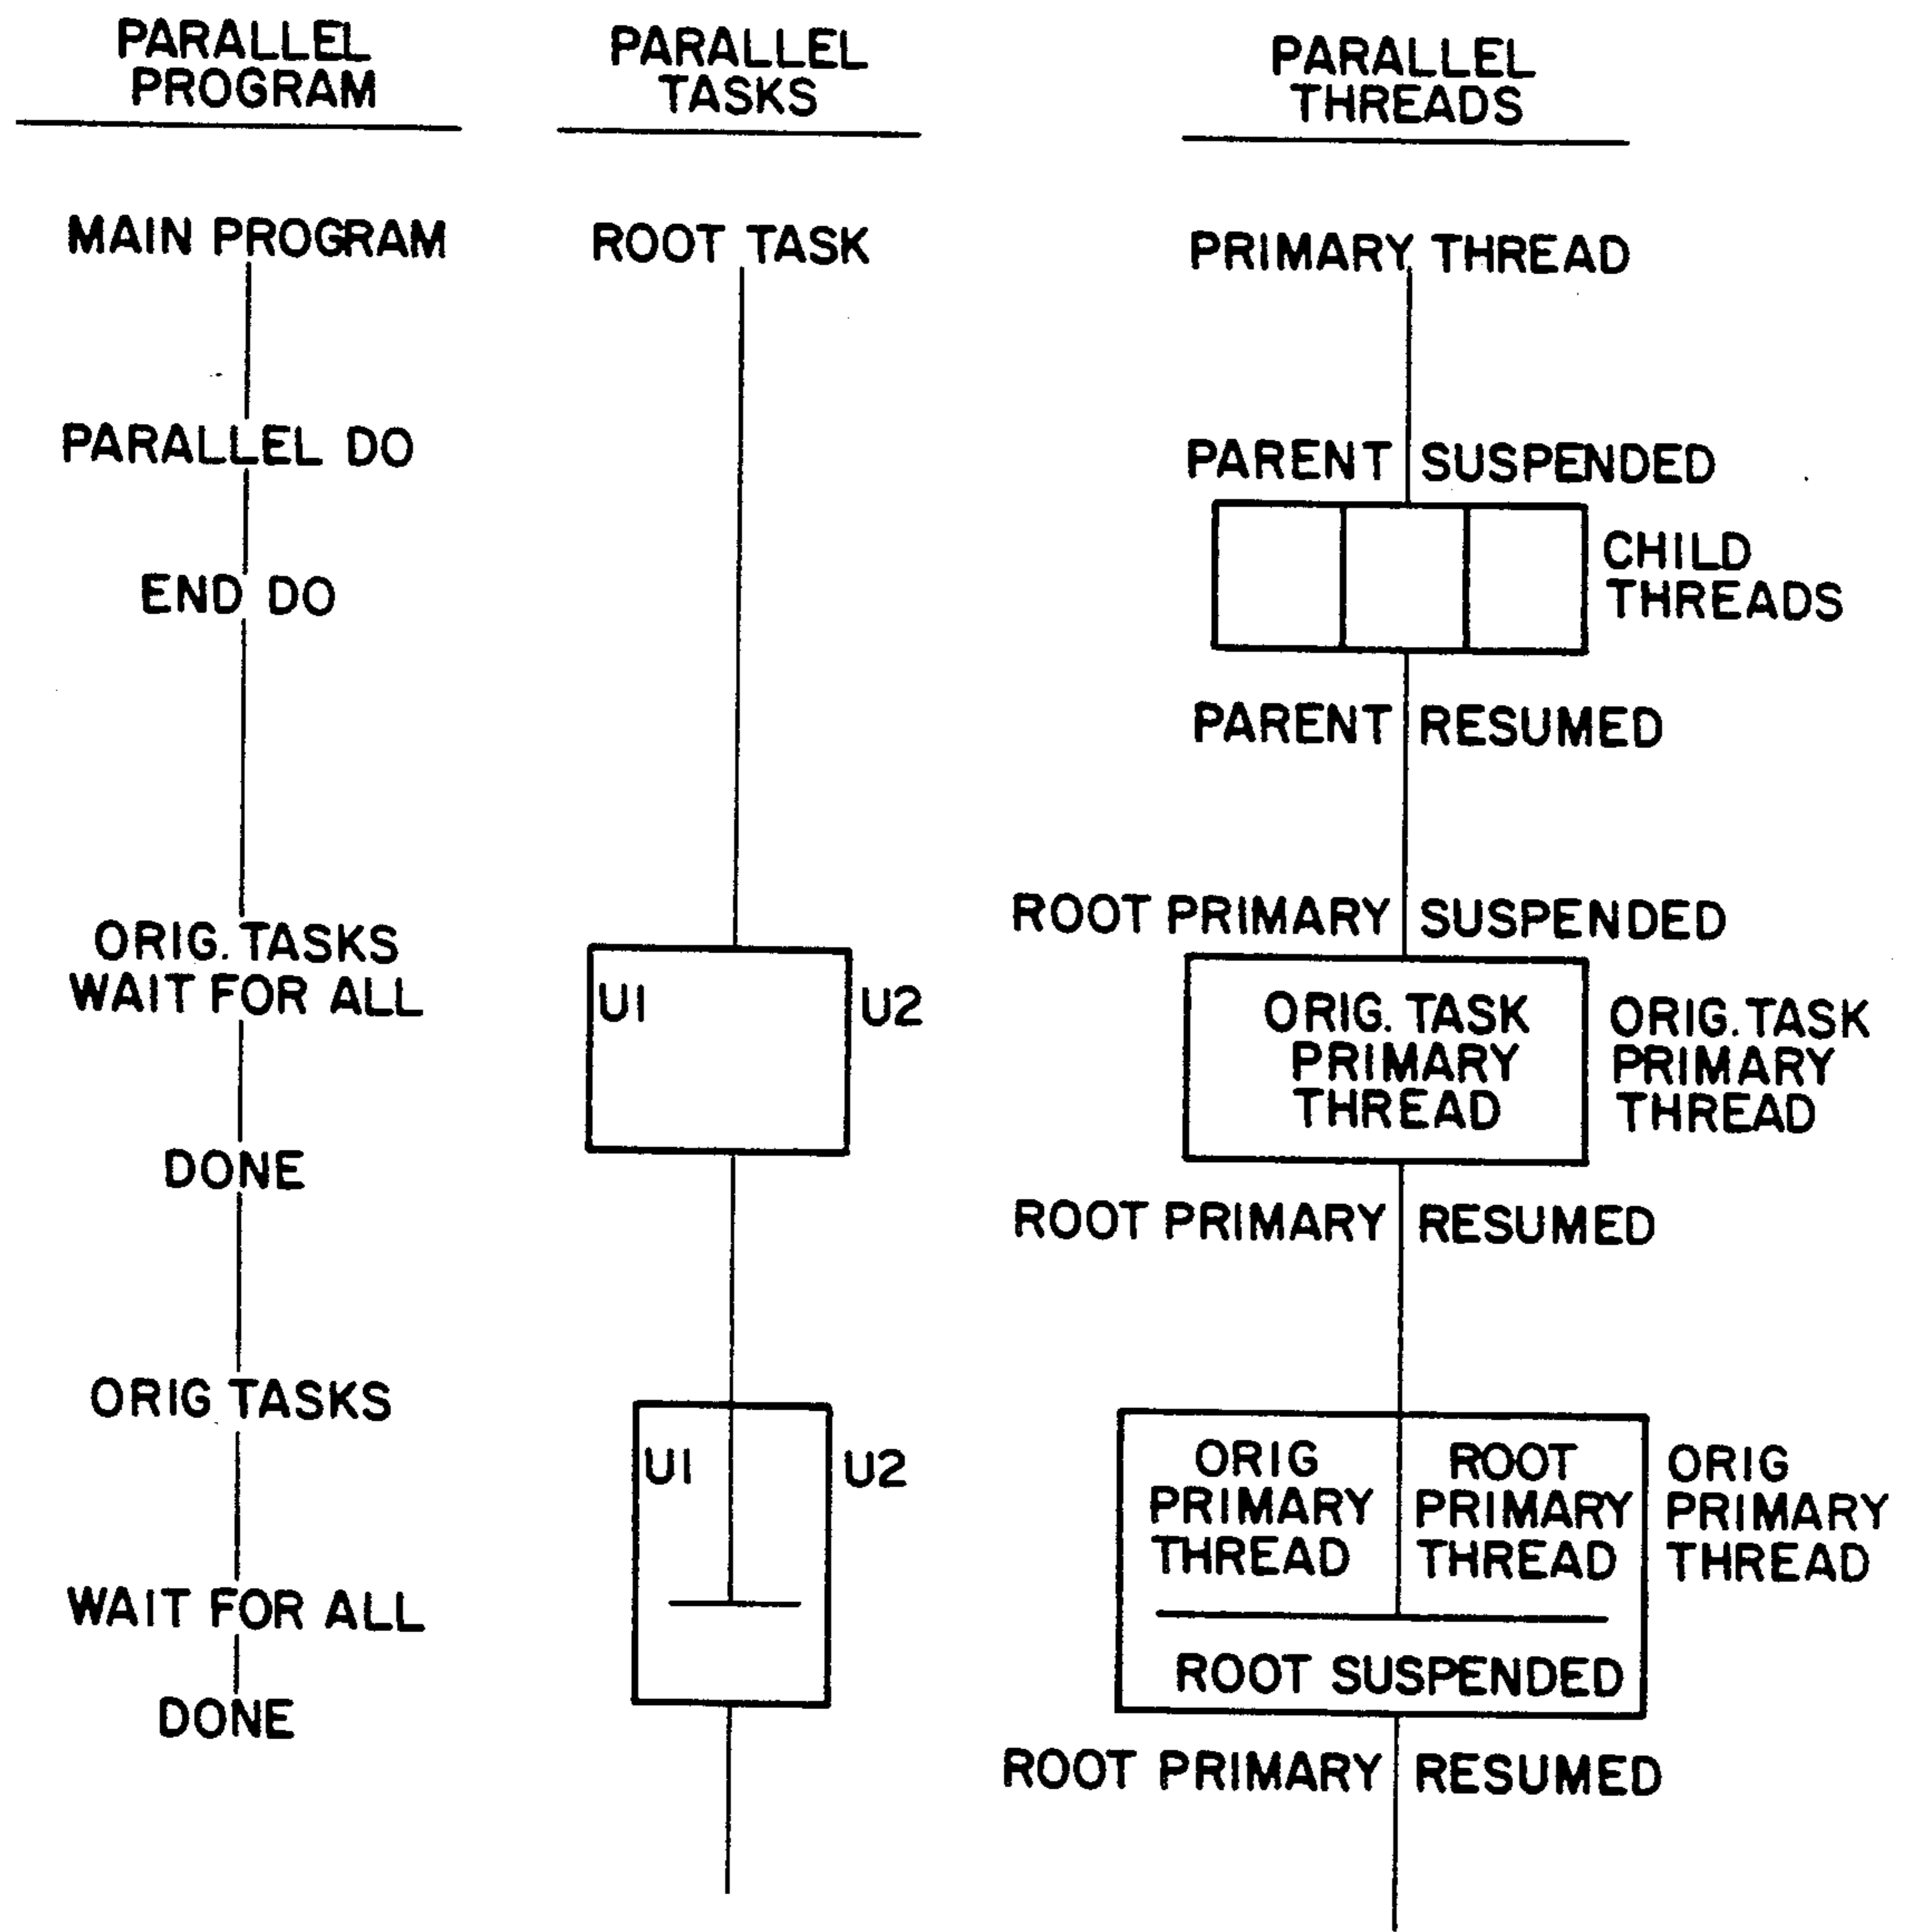 PARALLEL
PROGRAM
MAIN PROGRAM
PARALLEL DO
END DO
ORIG. TASKS
WAIT FOR ALL
DONE
ORIG TASKS
WAIT FOR ALL
DONE
PARALLEL
TASKS
ROOT TASK
U1
U2
U1
U2
PARALLEL
THREADS
PRIMARY THREAD
PARENT SUSPENDED
CHILD
THREADS
PARENT RESUMED
ROOT PRIMARY SUSPENDED
ORIG. TASK
PRIMARY
THREAD
ORIG. TASK
PRIMARY
THREAD
ROOT PRIMARY RESUMED
ORIG
PRIMARY
THREAD
ROOT
PRIMARY
THREAD
ORIG
PRIMARY
THREAD
ROOT SUSPENDED
ROOT PRIMARY RESUMED